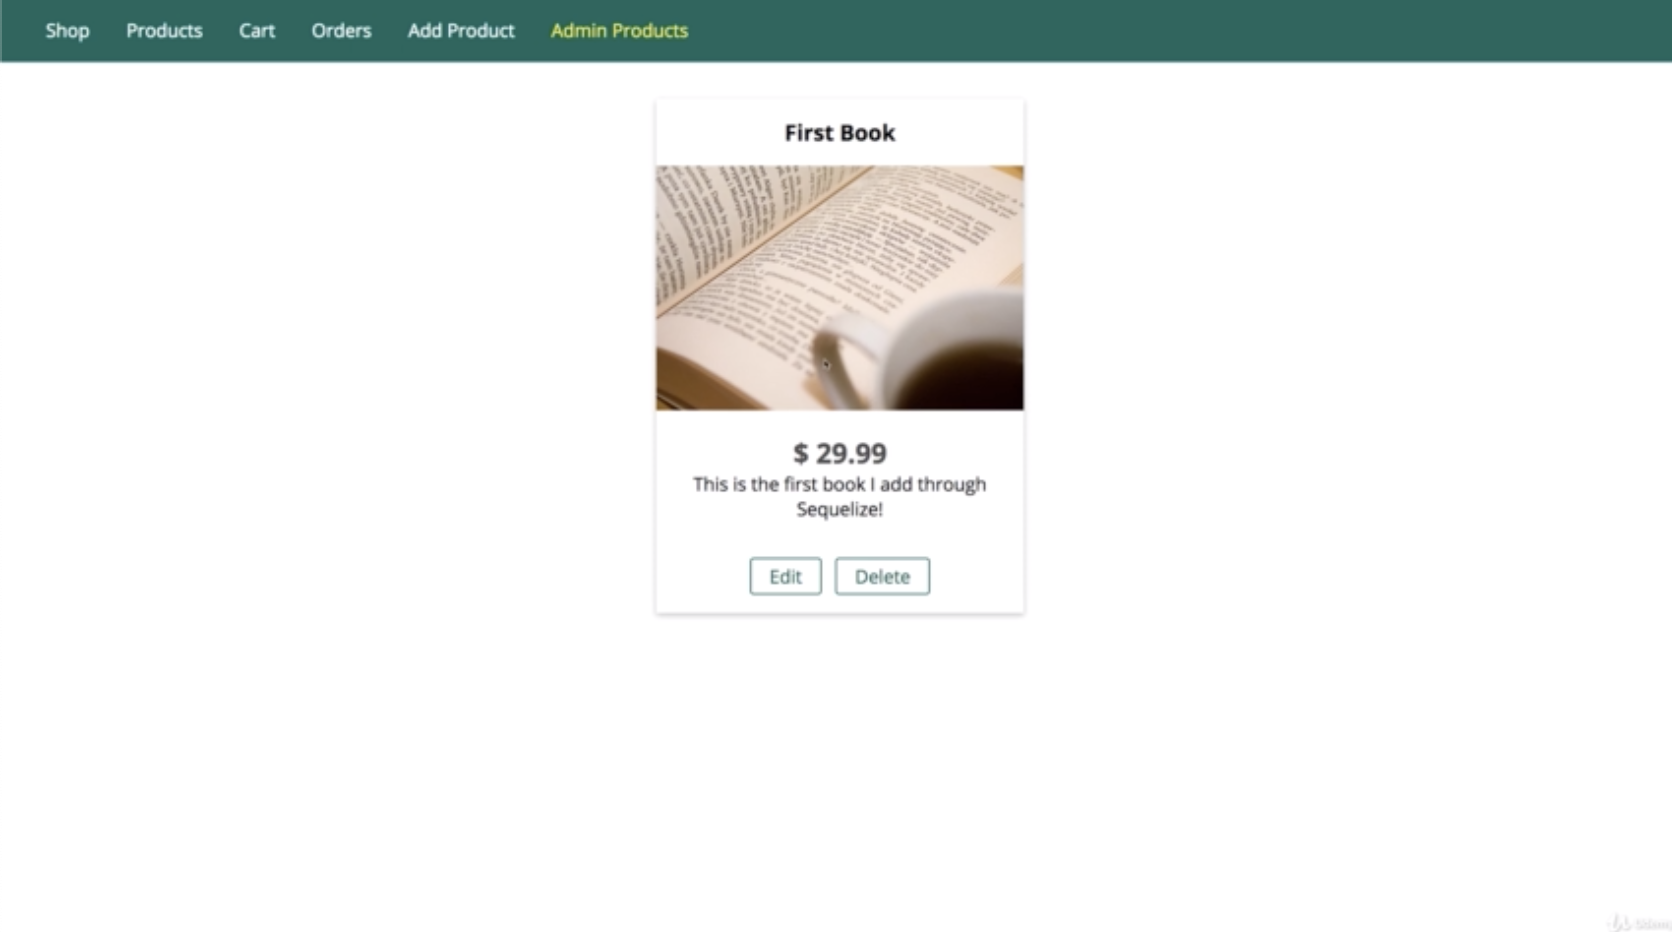 Shop Products Cart Orders Add Product Admin Products
First Book
$ 29.99
This is the first book I add through
Sequelize!
Edit Delete